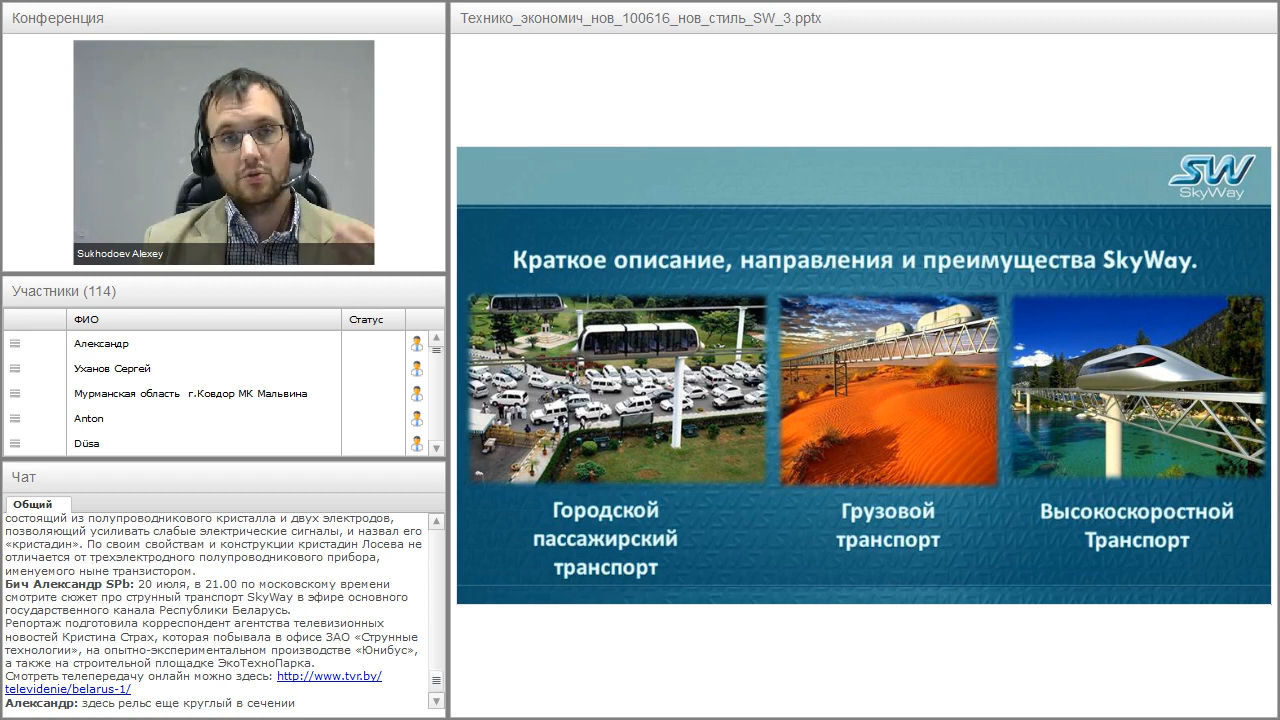 Конференция
Sukhodoev Alexey
Участники (114)
ФИО
Статус
Александр
Уханов Сергей
Мурманская область г.Ковдор МК Мальвина
Anton
Düsa
Чат
Общий
состоящий из полупроводникового кристалла и двух электродов,
позволяющий усиливать слабые электрические сигналы, и назвал его
«кристадин». По своим свойствам и конструкции кристадин Лосева не
отличается от трехэлектродного полупроводникового прибора,
именуемого ныне транзистором.
Бич Александр SPb: 20 июля, в 21.00 по московскому времени
смотрите сюжет про струнный транспорт SkyWay в эфире основного
государственного канала Республики Беларусь.
Репортаж подготовила корреспондент агентства телевизионных
новостей Кристина Страх, которая побывала в офисе ЗАО «Струнные
технологии», на опытно-экспериментальном производстве «Юнибус»,
а также на строительной площадке ЭкоТехноПарка.
Смотреть телепередачу онлайн можно здесь: http://www.tvr.by/
televidenie/belarus-1/
Александр: здесь рельс еще круглый в сечении
Технико_экономич_нов_100616_нов_стиль_SW_3.pptx
SW
SkyWay
Краткое описание, направления и преимущества SkyWay.
Городской
пассажирский
транспорт
Грузовой
транспорт
Высокоскоростной
Транспорт